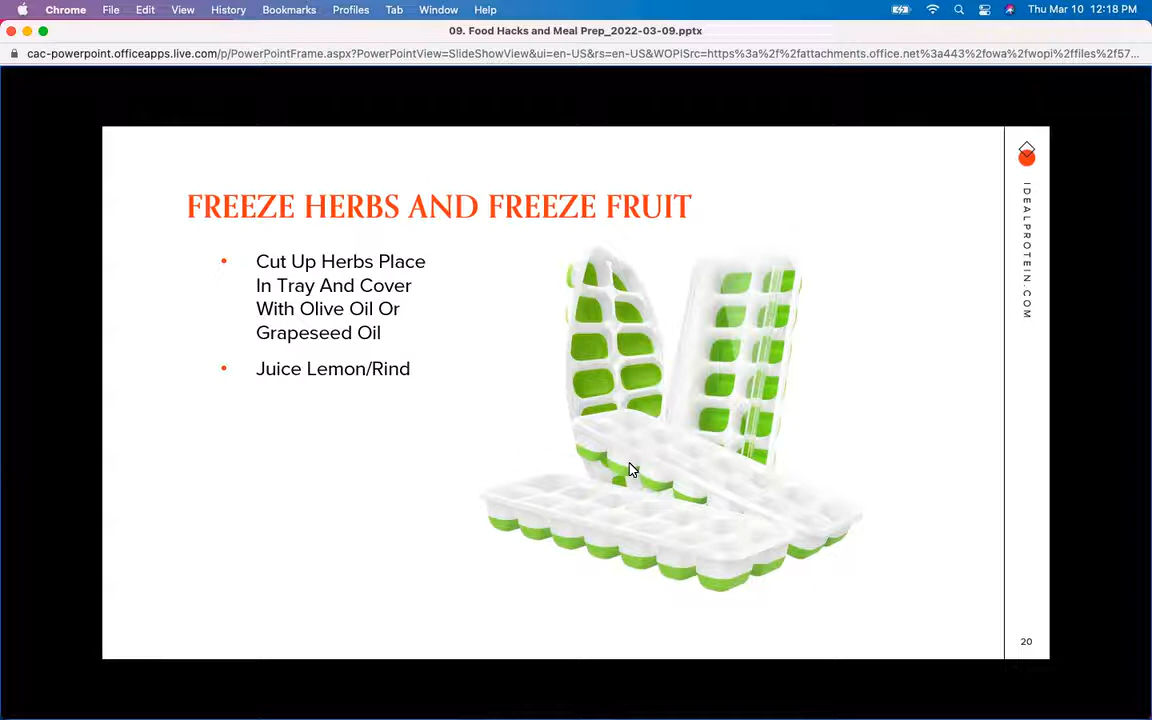 Chrome File Edit View History Bookmarks Profiles Tab Window Help Thu Mar 10 12:18 PM
09. Food Hacks and Meal Prep_2022-03-09.pptx
cac-powerpoint.officeapps.live.com/p/PowerPointFrame.aspx?PowerPointView=SlideShowView&ui=en-US&rs=en-US&WOPISrc=https%3a%2f%2fattachments.office.net%3a443%2fowa%2fwopi%2ffiles%2f57...
FREEZE HERBS AND FREEZE FRUIT
• Cut Up Herbs Place
In Tray And Cover
With Olive Oil Or
Grapeseed Oil
• Juice Lemon/Rind
IDEALPROTEIN.COM
20